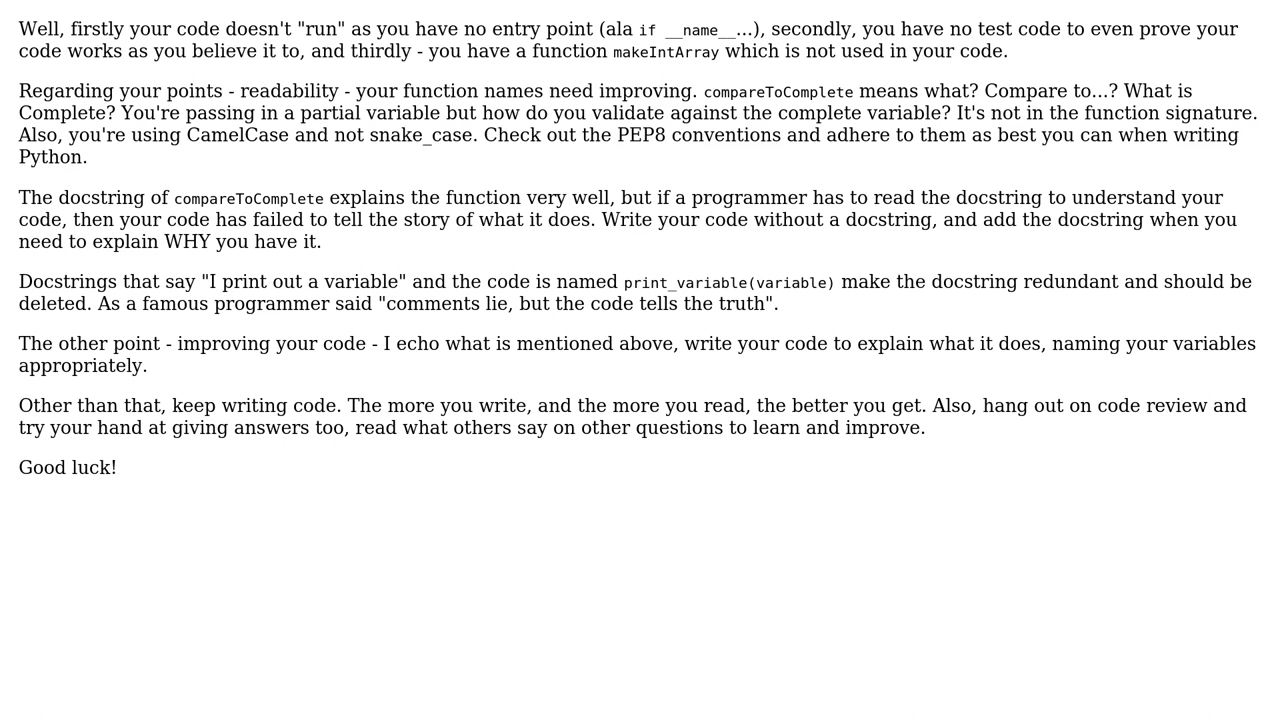 Well, firstly your code doesn't "run" as you have no entry point (ala if __name__...), secondly, you have no test code to even prove your
code works as you believe it to, and thirdly - you have a function makeIntArray which is not used in your code.
Regarding your points - readability - your function names need improving. compareToComplete means what? Compare to...? What is
Complete? You're passing in a partial variable but how do you validate against the complete variable? It's not in the function signature.
Also, you're using CamelCase and not snake_case. Check out the PEP8 conventions and adhere to them as best you can when writing
Python.
The docstring of compareToComplete explains the function very well, but if a programmer has to read the docstring to understand your
code, then your code has failed to tell the story of what it does. Write your code without a docstring, and add the docstring when you
need to explain WHY you have it.
Docstrings that say "I print out a variable" and the code is named print_variable(variable) make the docstring redundant and should be
deleted. As a famous programmer said "comments lie, but the code tells the truth".
The other point - improving your code - I echo what is mentioned above, write your code to explain what it does, naming your variables
appropriately.
Other than that, keep writing code. The more you write, and the more you read, the better you get. Also, hang out on code review and
try your hand at giving answers too, read what others say on other questions to learn and improve.
Good luck!